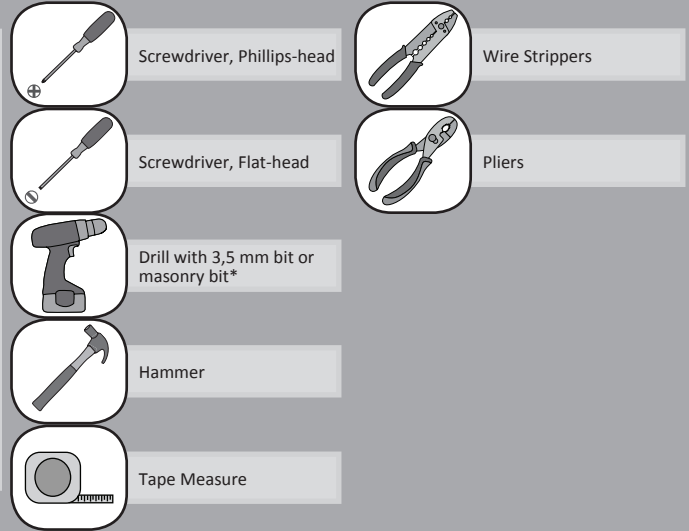 Screwdriver, Phillips-head
Screwdriver, Flat-head
Drill with 3,5 mm bit or
masonry bit*
Hammer
Tape Measure
Wire Strippers
Pliers